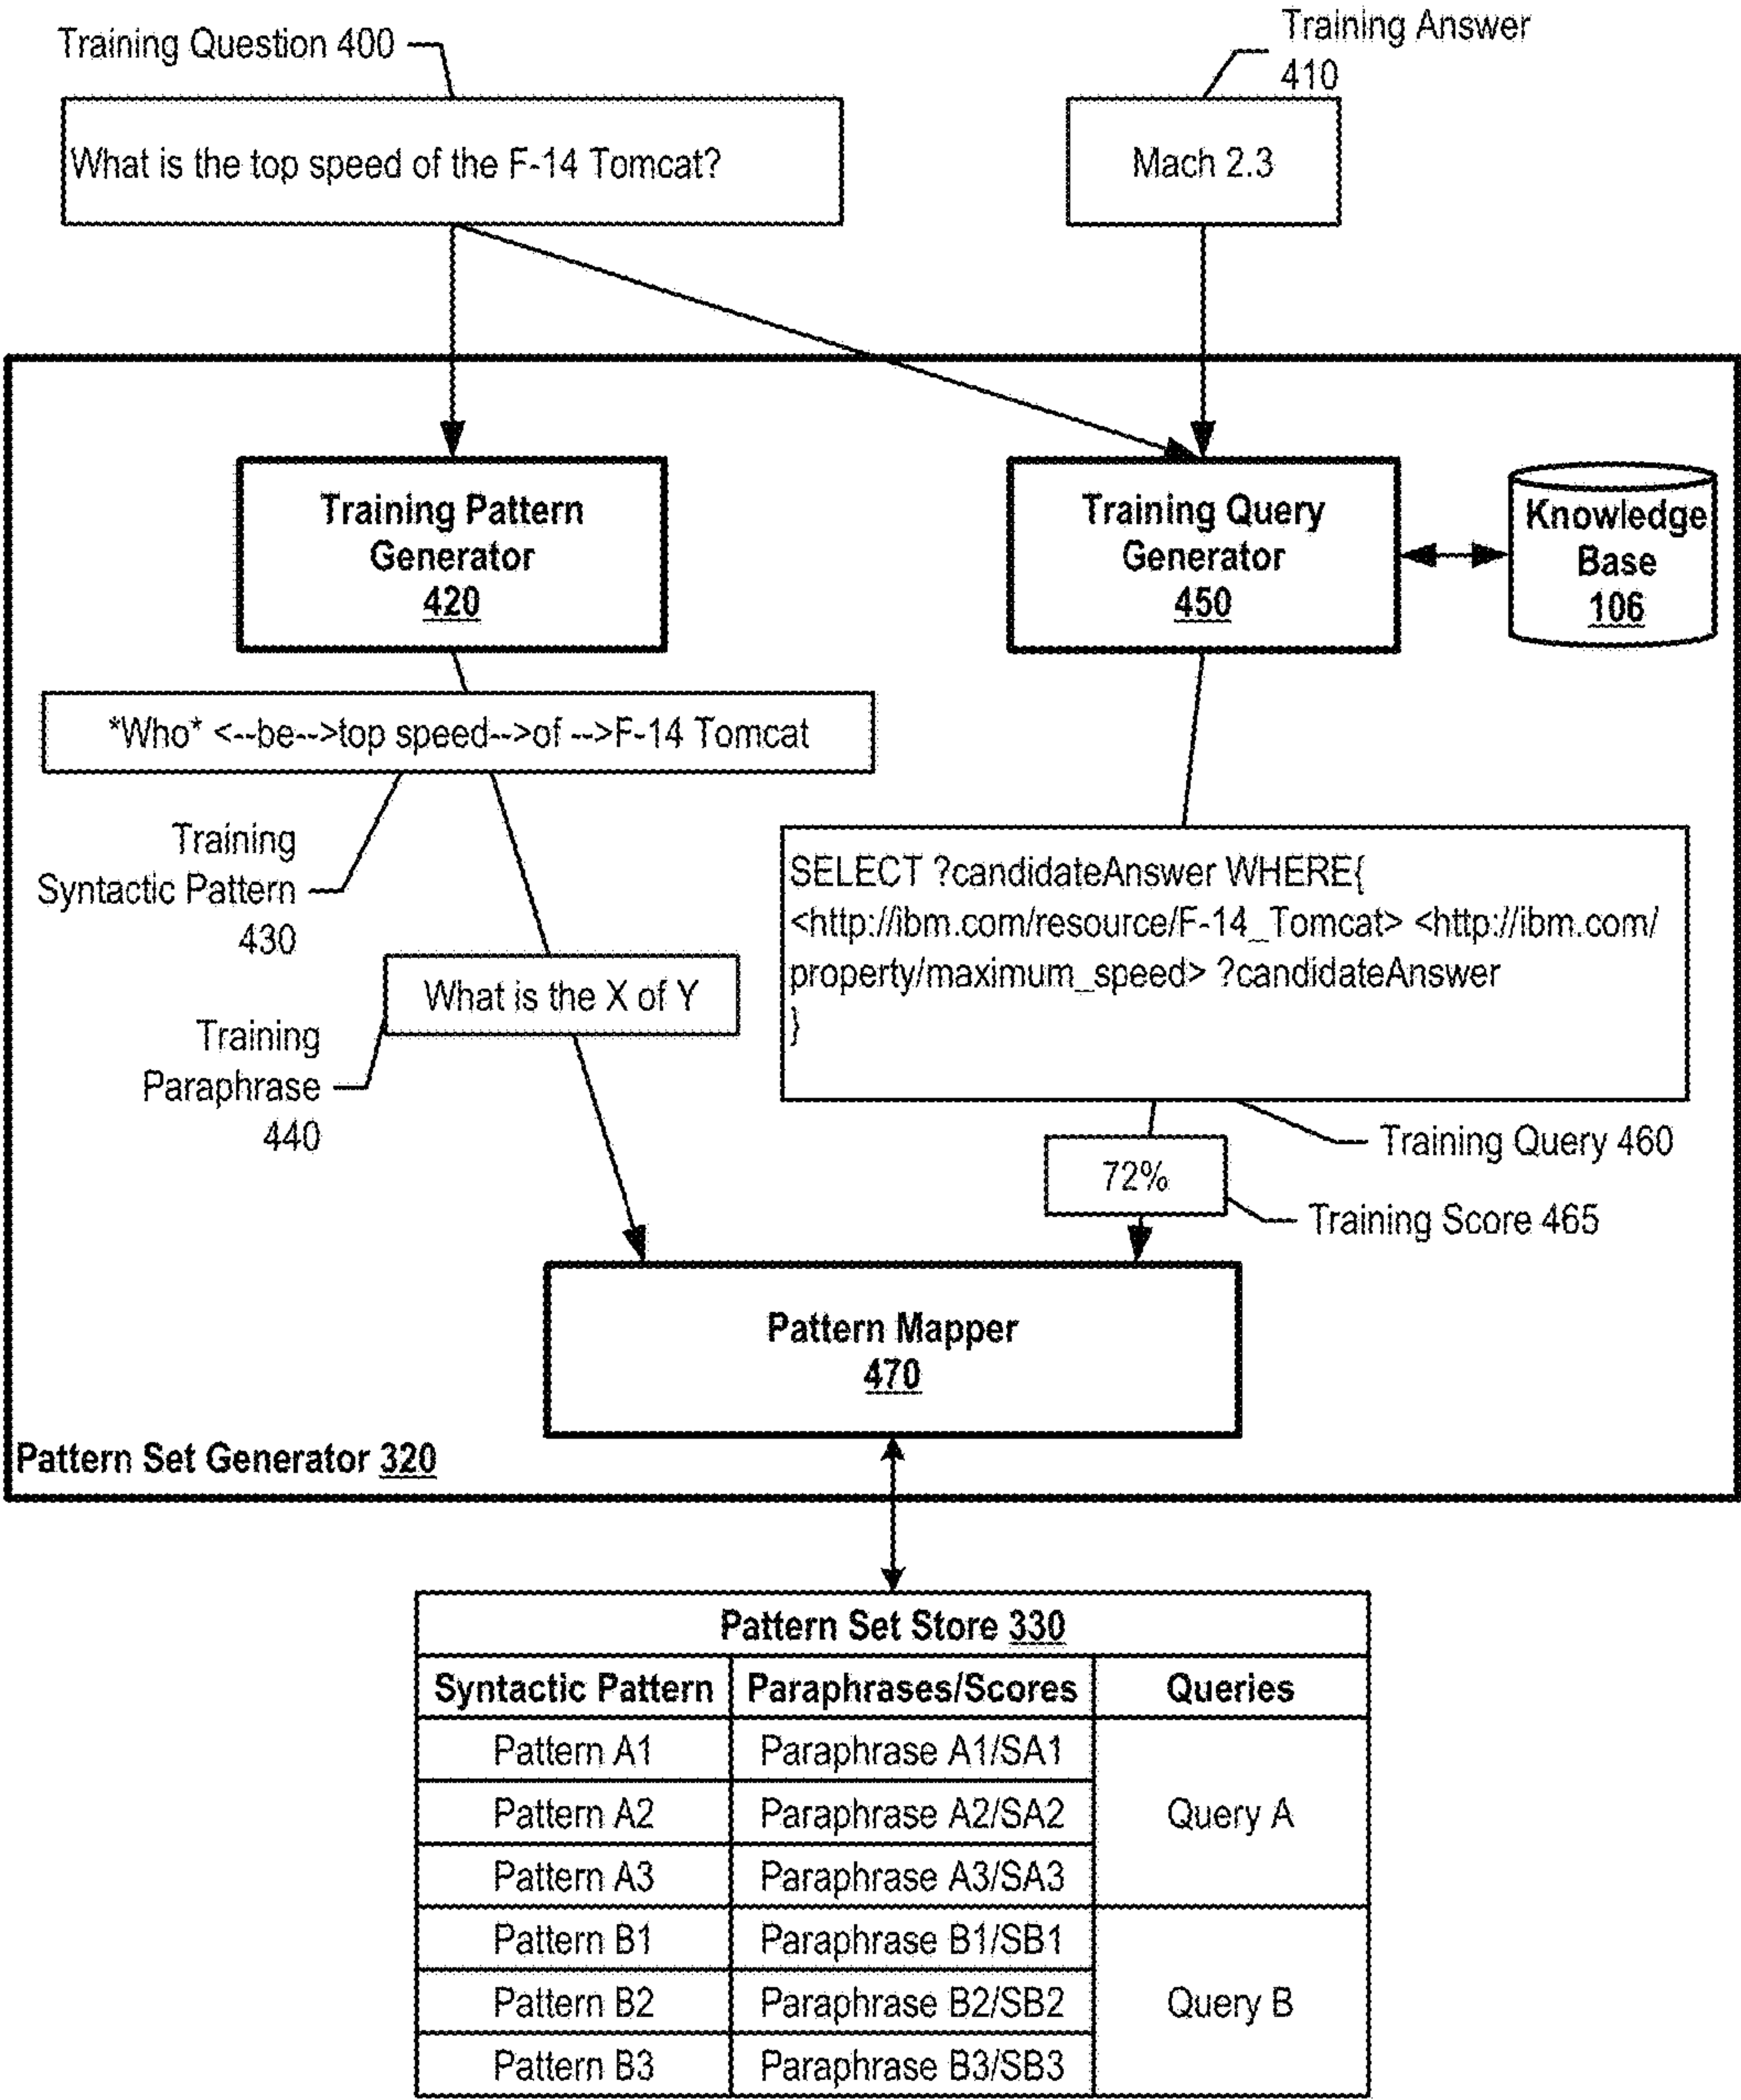 Training Question 400
Training Answer
410
What is the top speed of the F-14 Tomcat?
Mach 2.3
Training Pattern
Generator
420
Training Query
Generator
450
Knowledge
Base
106
*Who* <--be-->top speed-->of -->F-14 Tomcat
Training
Syntactic Pattern
430
SELECT ?candidateAnswer WHERE{
<http://ibm.com/resource/F-14_Tomcat> <http://ibm.com/
property/maximum_speed> ?candidateAnswer
}
What is the X of Y
Training
Paraphrase
440
Training Query 460
72%
Training Score 465
Pattern Mapper
470
Pattern Set Generator 320
Pattern Set Store 330
Syntactic Pattern Paraphrases/Scores Queries
Pattern A1 Paraphrase A1/SA1
Pattern A2 Paraphrase A2/SA2 Query A
Pattern A3 Paraphrase A3/SA3
Pattern B1 Paraphrase B1/SB1
Pattern B2 Paraphrase B2/SB2 Query B
Pattern B3 Paraphrase B3/SB3